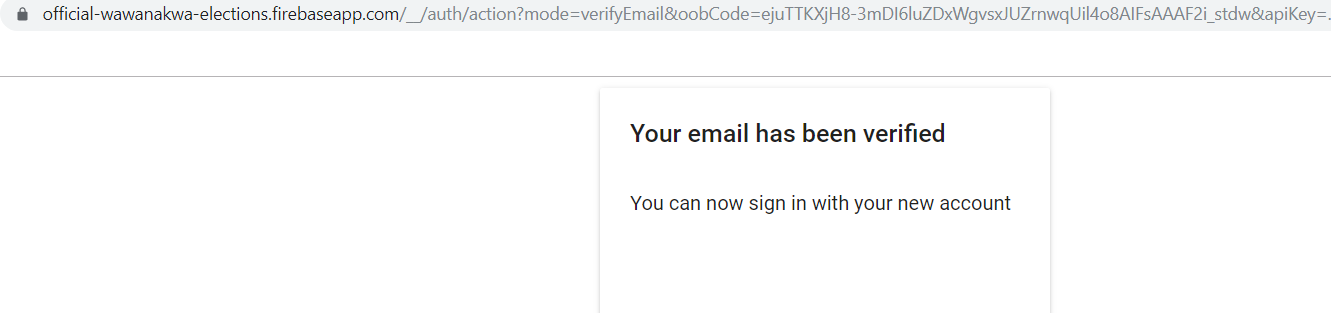 official-wawanakwa-elections.firebaseapp.com/__/auth/action?mode=verifyEmail&oobCode=ejuTTKXjH8-3mDI6luZDxWgvsxJUZrnwqUil4o8AIFsAAAF2i_stdw&apiKey=.
Your email has been verified
You can now sign in with your new account